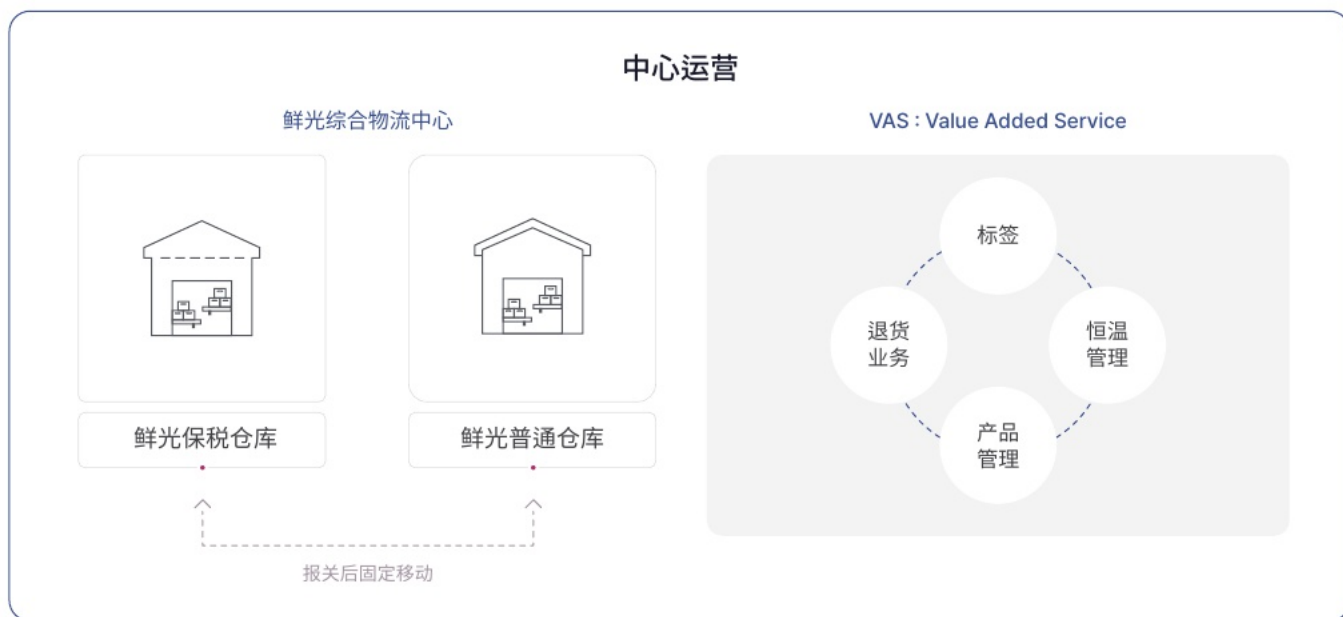 中心运营
鲜光综合物流中心
鲜光保税仓库
鲜光普通仓库
报关后固定移动
VAS : Value Added Service
标签
退货
业务
恒温
管理
产品
管理